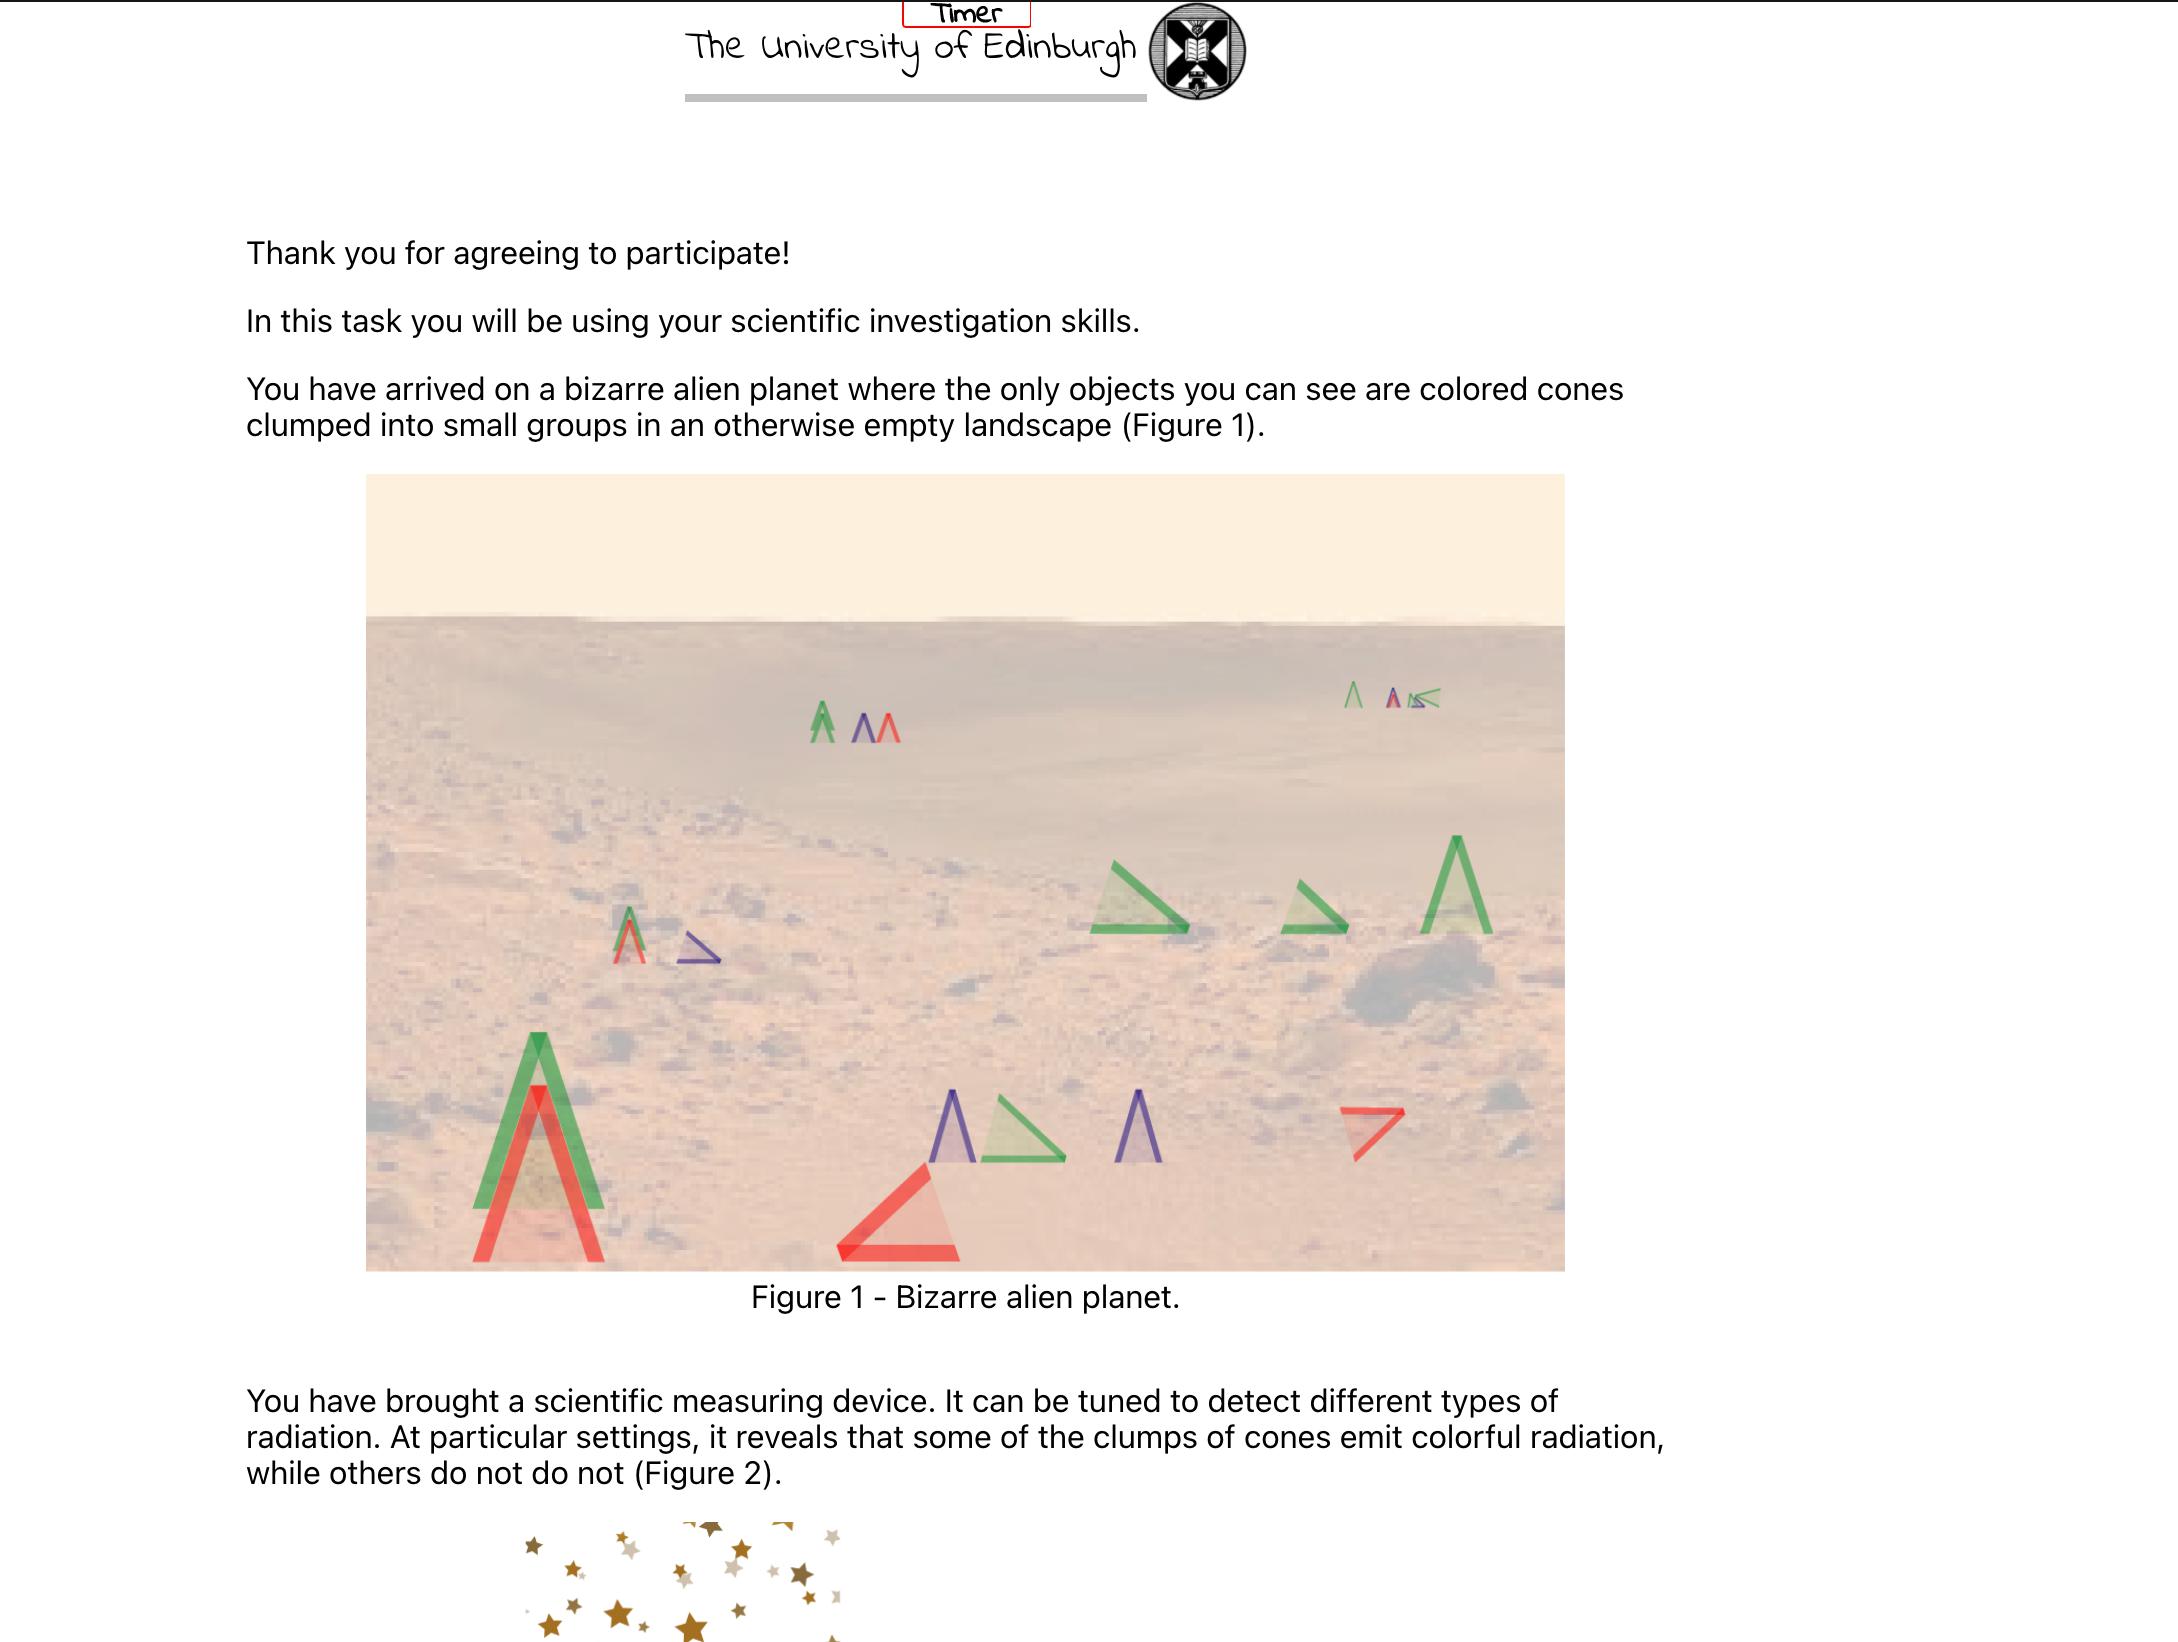 Timer
The University of Edinburgh
Thank you for agreeing to participate!
In this task you will be using your scientific investigation skills.
You have arrived on a bizarre alien planet where the only objects you can see are colored cones
clumped into small groups in an otherwise empty landscape (Figure 1).
Figure 1 - Bizarre alien planet.
You have brought a scientific measuring device. It can be tuned to detect different types of
radiation. At particular settings, it reveals that some of the clumps of cones emit colorful radiation,
while others do not do not (Figure 2).